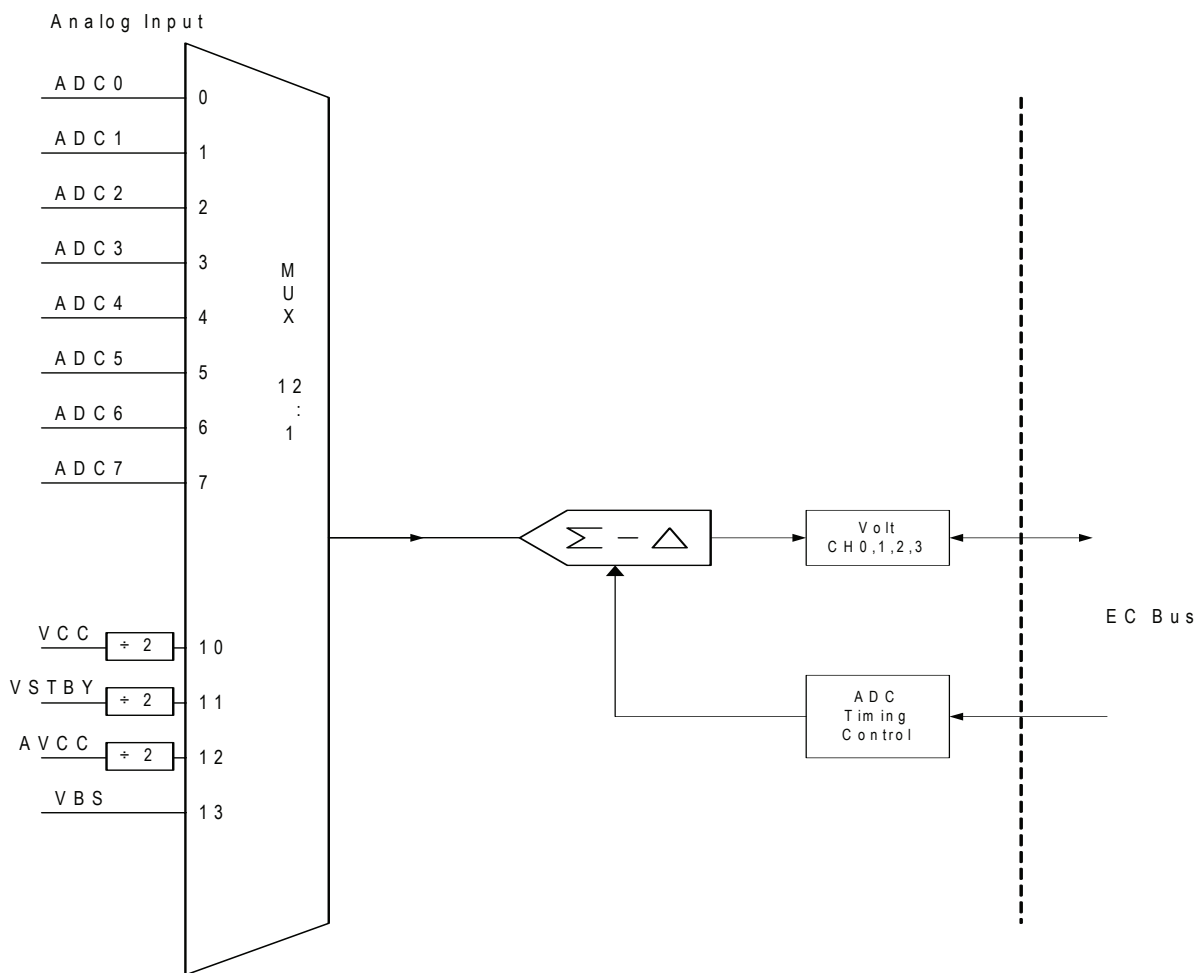 Analog Input
ADC0
0
ADC1
1
ADC2
2
ADC3
3
ADC4
4
ADC5
5
ADC6
6
ADC7
7
M
U
X
12
:
1
Σ – Δ
Volt
CH0,1,2,3
EC Bus
VCC
÷ 2
10
VSTBY
÷ 2
11
AVCC
÷ 2
12
VBS
13
ADC
Timing
Control